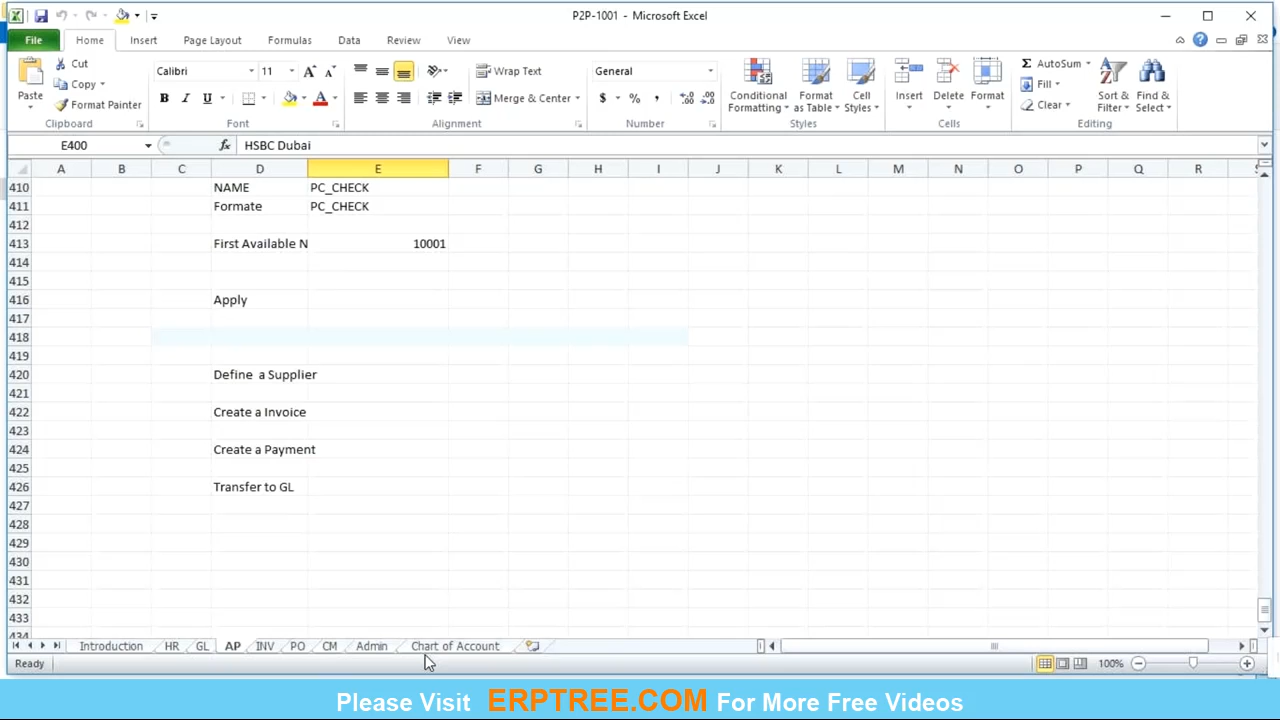 P2P-1001 - Microsoft Excel
File Home Insert Page Layout Formulas Data Review View
Cut
Copy
Format Painter
Paste
Clipboard
Calibri 11 A A
B I U A
Font
Wrap Text
Merge & Center
Alignment
General
$ % ,
Number
Conditional Formatting
Format as Table
Cell Styles
Styles
Insert Delete Format
Cells
Σ AutoSum
Fill
Clear
Sort & Filter
Find & Select
Editing
E400 fx HSBC Dubai
A B C D E F G H I J K L M N O P Q R
410 NAME PC_CHECK
411 Formate PC_CHECK
412
413 First Available N 10001
414
415
416 Apply
417
418
419
420 Define a Supplier
421
422 Create a Invoice
423
424 Create a Payment
425
426 Transfer to GL
427
428
429
430
431
432
433
434
Introduction HR GL AP INV PO CM Admin Chart of Account
Ready 100%
Please Visit ERPTREE.COM For More Free Videos